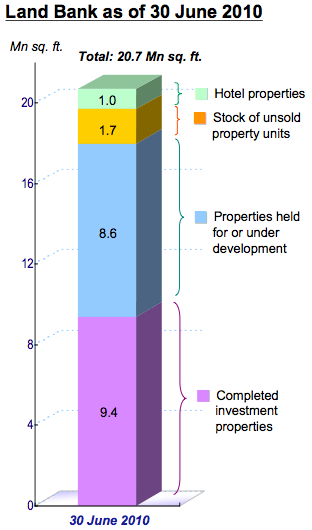 Land Bank as of 30 June 2010
Mn sq. ft.
Total: 20.7 Mn sq. ft.
20
16
12
8
4
0
1.0
1.7
8.6
9.4
Hotel properties
Stock of unsold
property units
Properties held
for or under
development
Completed
investment
properties
30 June 2010